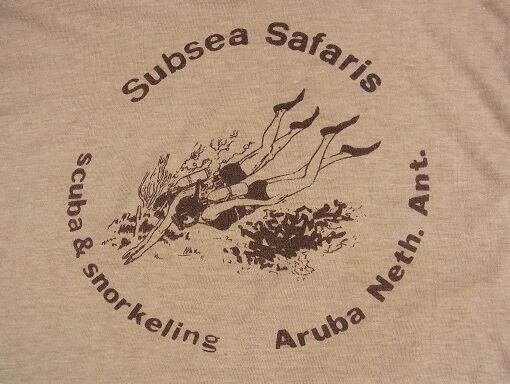 Subsea Safaris
scuba & snorkeling
Aruba Neth. Ant.